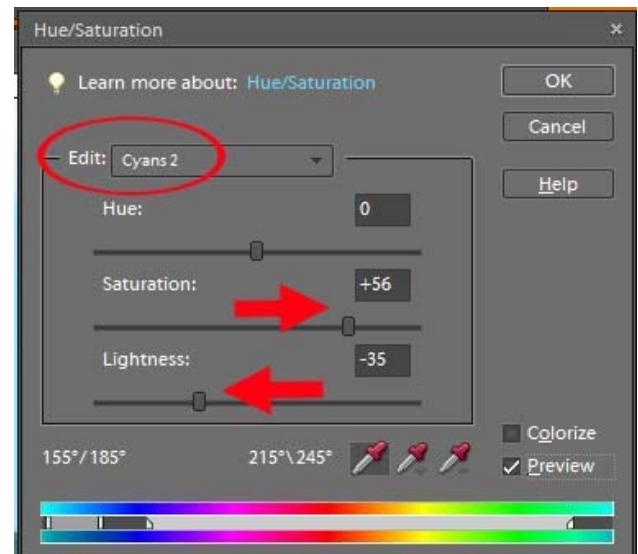 Hue/Saturation
Learn more about: Hue/Saturation
OK
Cancel
Edit: Cyans 2
Help
Hue: 0
Saturation: +56
Lightness: -35
Colorize
155°/185° 215°\245°
Preview